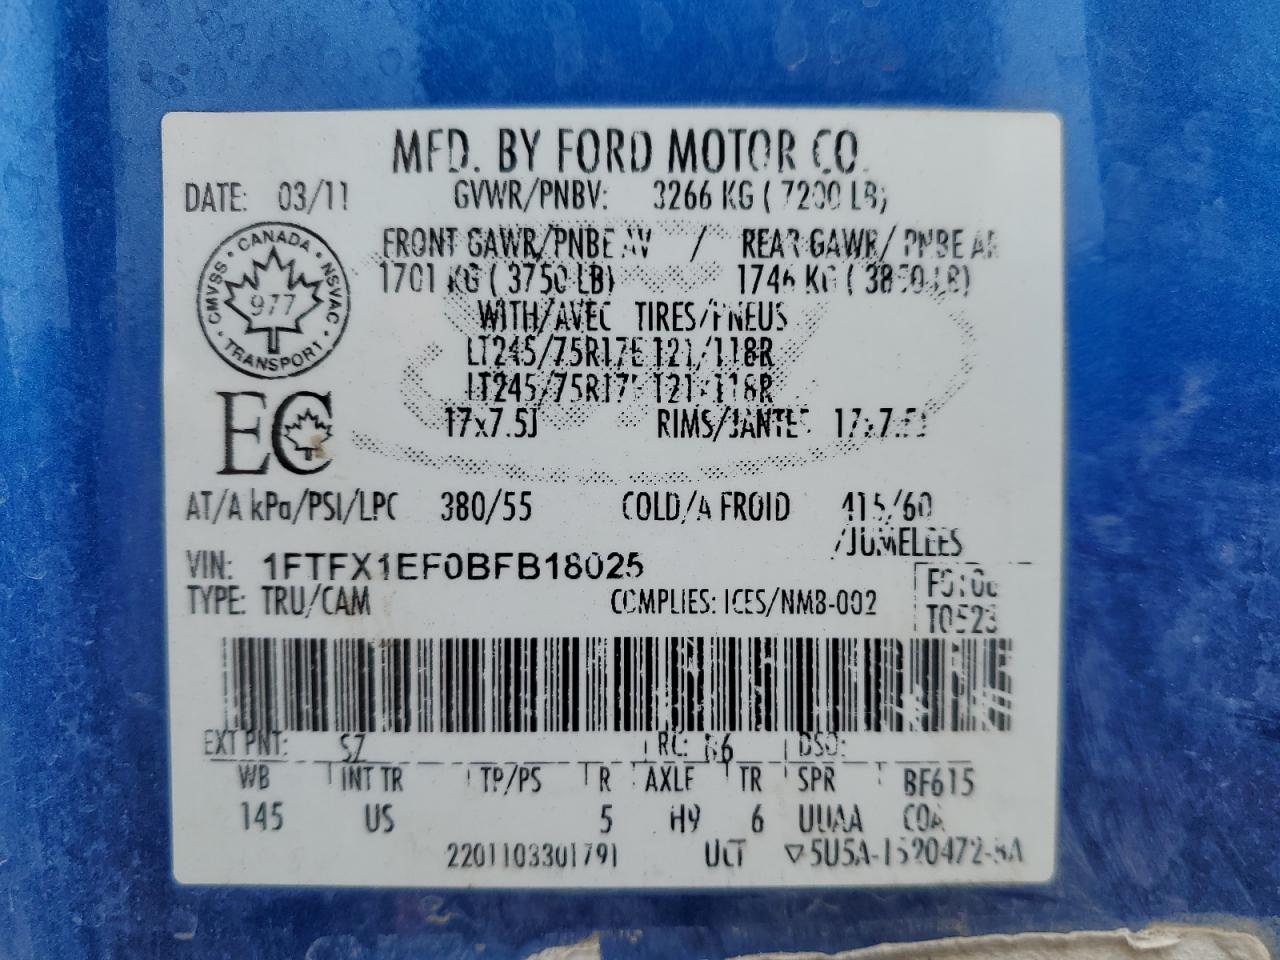 MFD. BY FORD MOTOR CO.
DATE: 03/11 GVWR/PNBV: 3266 KG ( 7200 LB)
CANADA
CMVSS NSVAC
977
TRANSPORT
FRONT GAWR/PNBE AV / REAR GAWR/ PNBE AR
1701 KG ( 3750 LB) 1746 KG ( 3850 LB)
WITH/AVEC TIRES/PNEUS
LT245/75R17E 121/118R
LT245/75R17E 121/118R
EC
17x7.5J RIMS/JANTES 17x7.5J
AT/A kPa/PSI/LPC 380/55 COLD/A FROID 415/60
/JUMELEES
VIN: 1FTFX1EF0BFB18025
TYPE: TRU/CAM COMPLIES: ICES/NMB-002
T0523
EXT PNT: SZ RC: DSO:
WB INT TR TP/PS R AXLE TR SPR BF615
145 US 5 H9 6 UUAA
2201103301791 5U5A-1520472-